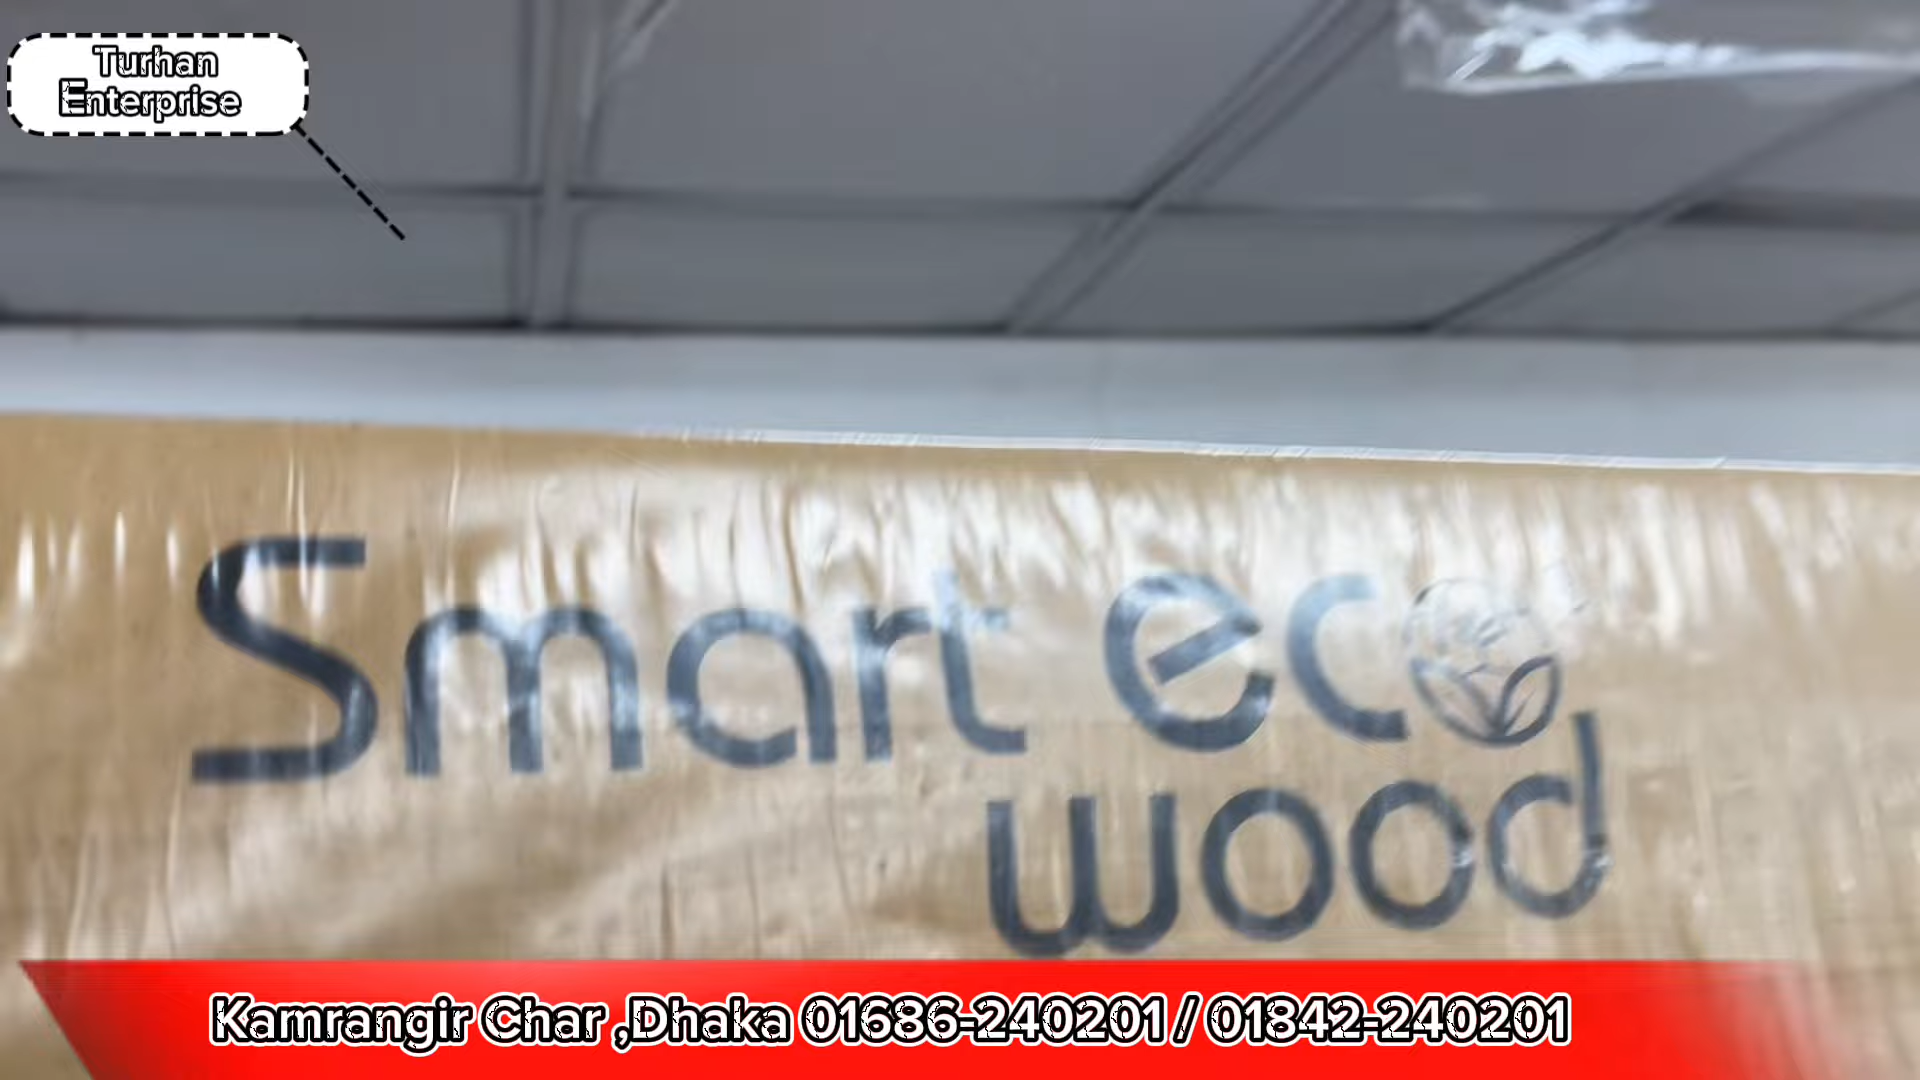 Turhan
Enterprise
Smart eco
wood
Kamrangir Char ,Dhaka 01686-240201 / 01842-240201